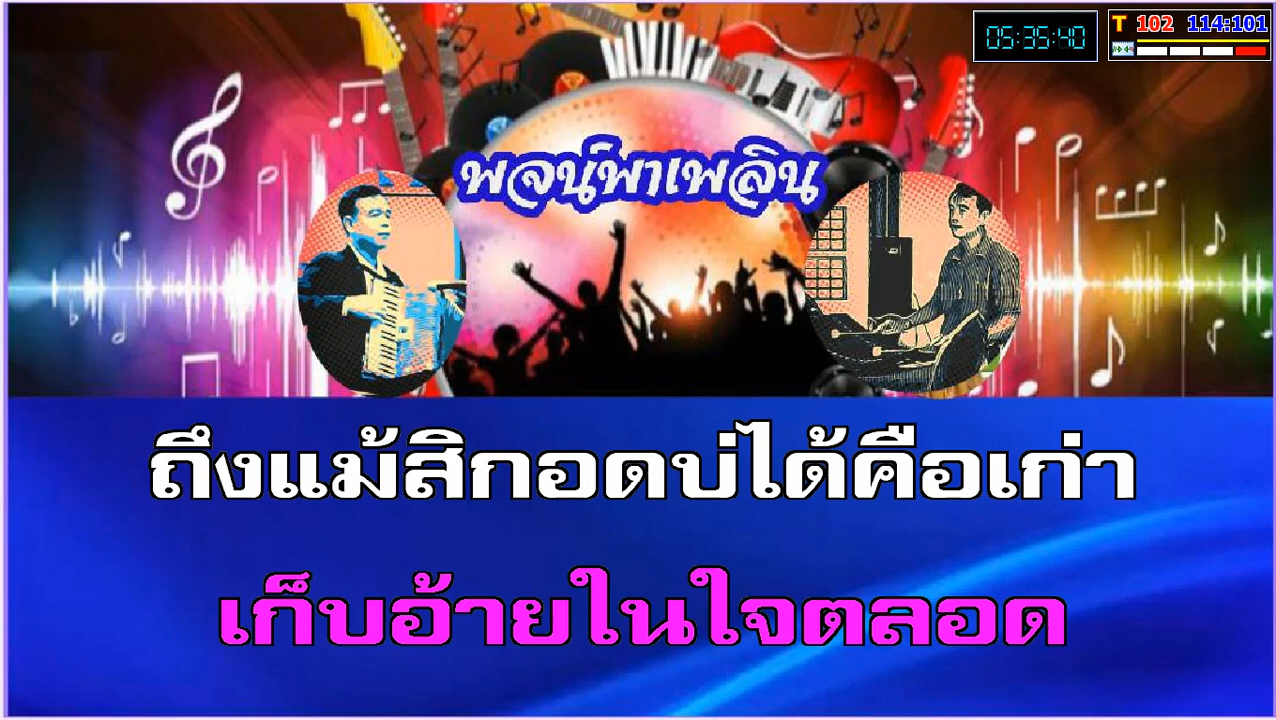 05:35:40
T 102 114:101
พจน์พาเพลิน
ถึงแม้สิกอดบ่ได้คือเก่า
เก็บอ้ายในใจตลอด